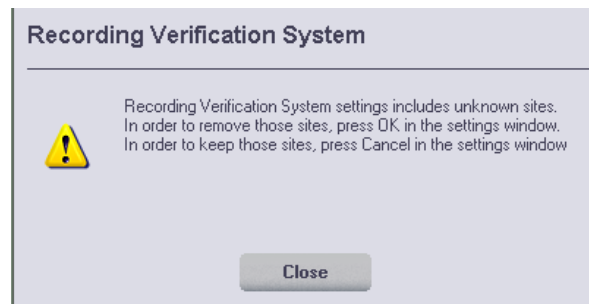 Recording Verification System
Recording Verification System settings includes unknown sites.
In order to remove those sites, press OK in the settings window.
In order to keep those sites, press Cancel in the settings window
Close